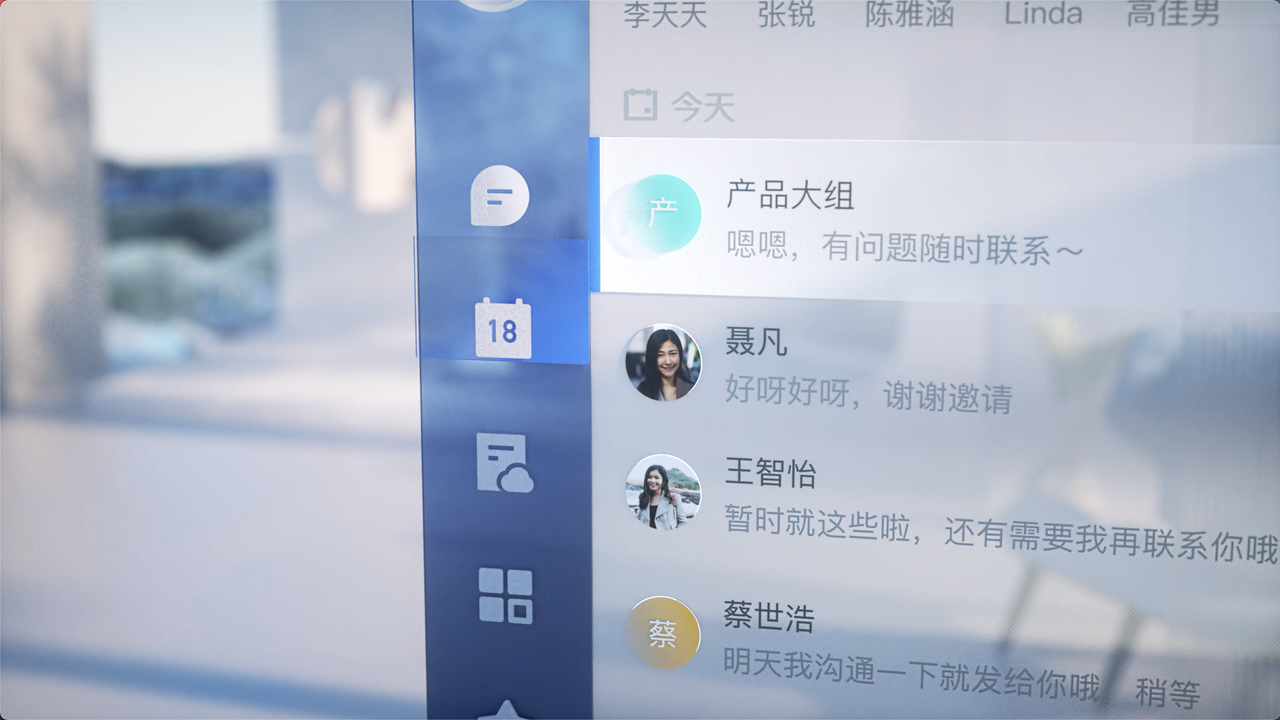 李天天 张锐 陈雅涵 Linda 高佳男
今天
18
产
产品大组
嗯嗯，有问题随时联系～
聂凡
好呀好呀，谢谢邀请
王智怡
暂时就这些啦，还有需要我再联系你哦
蔡
蔡世浩
明天我沟通一下就发给你哦，稍等